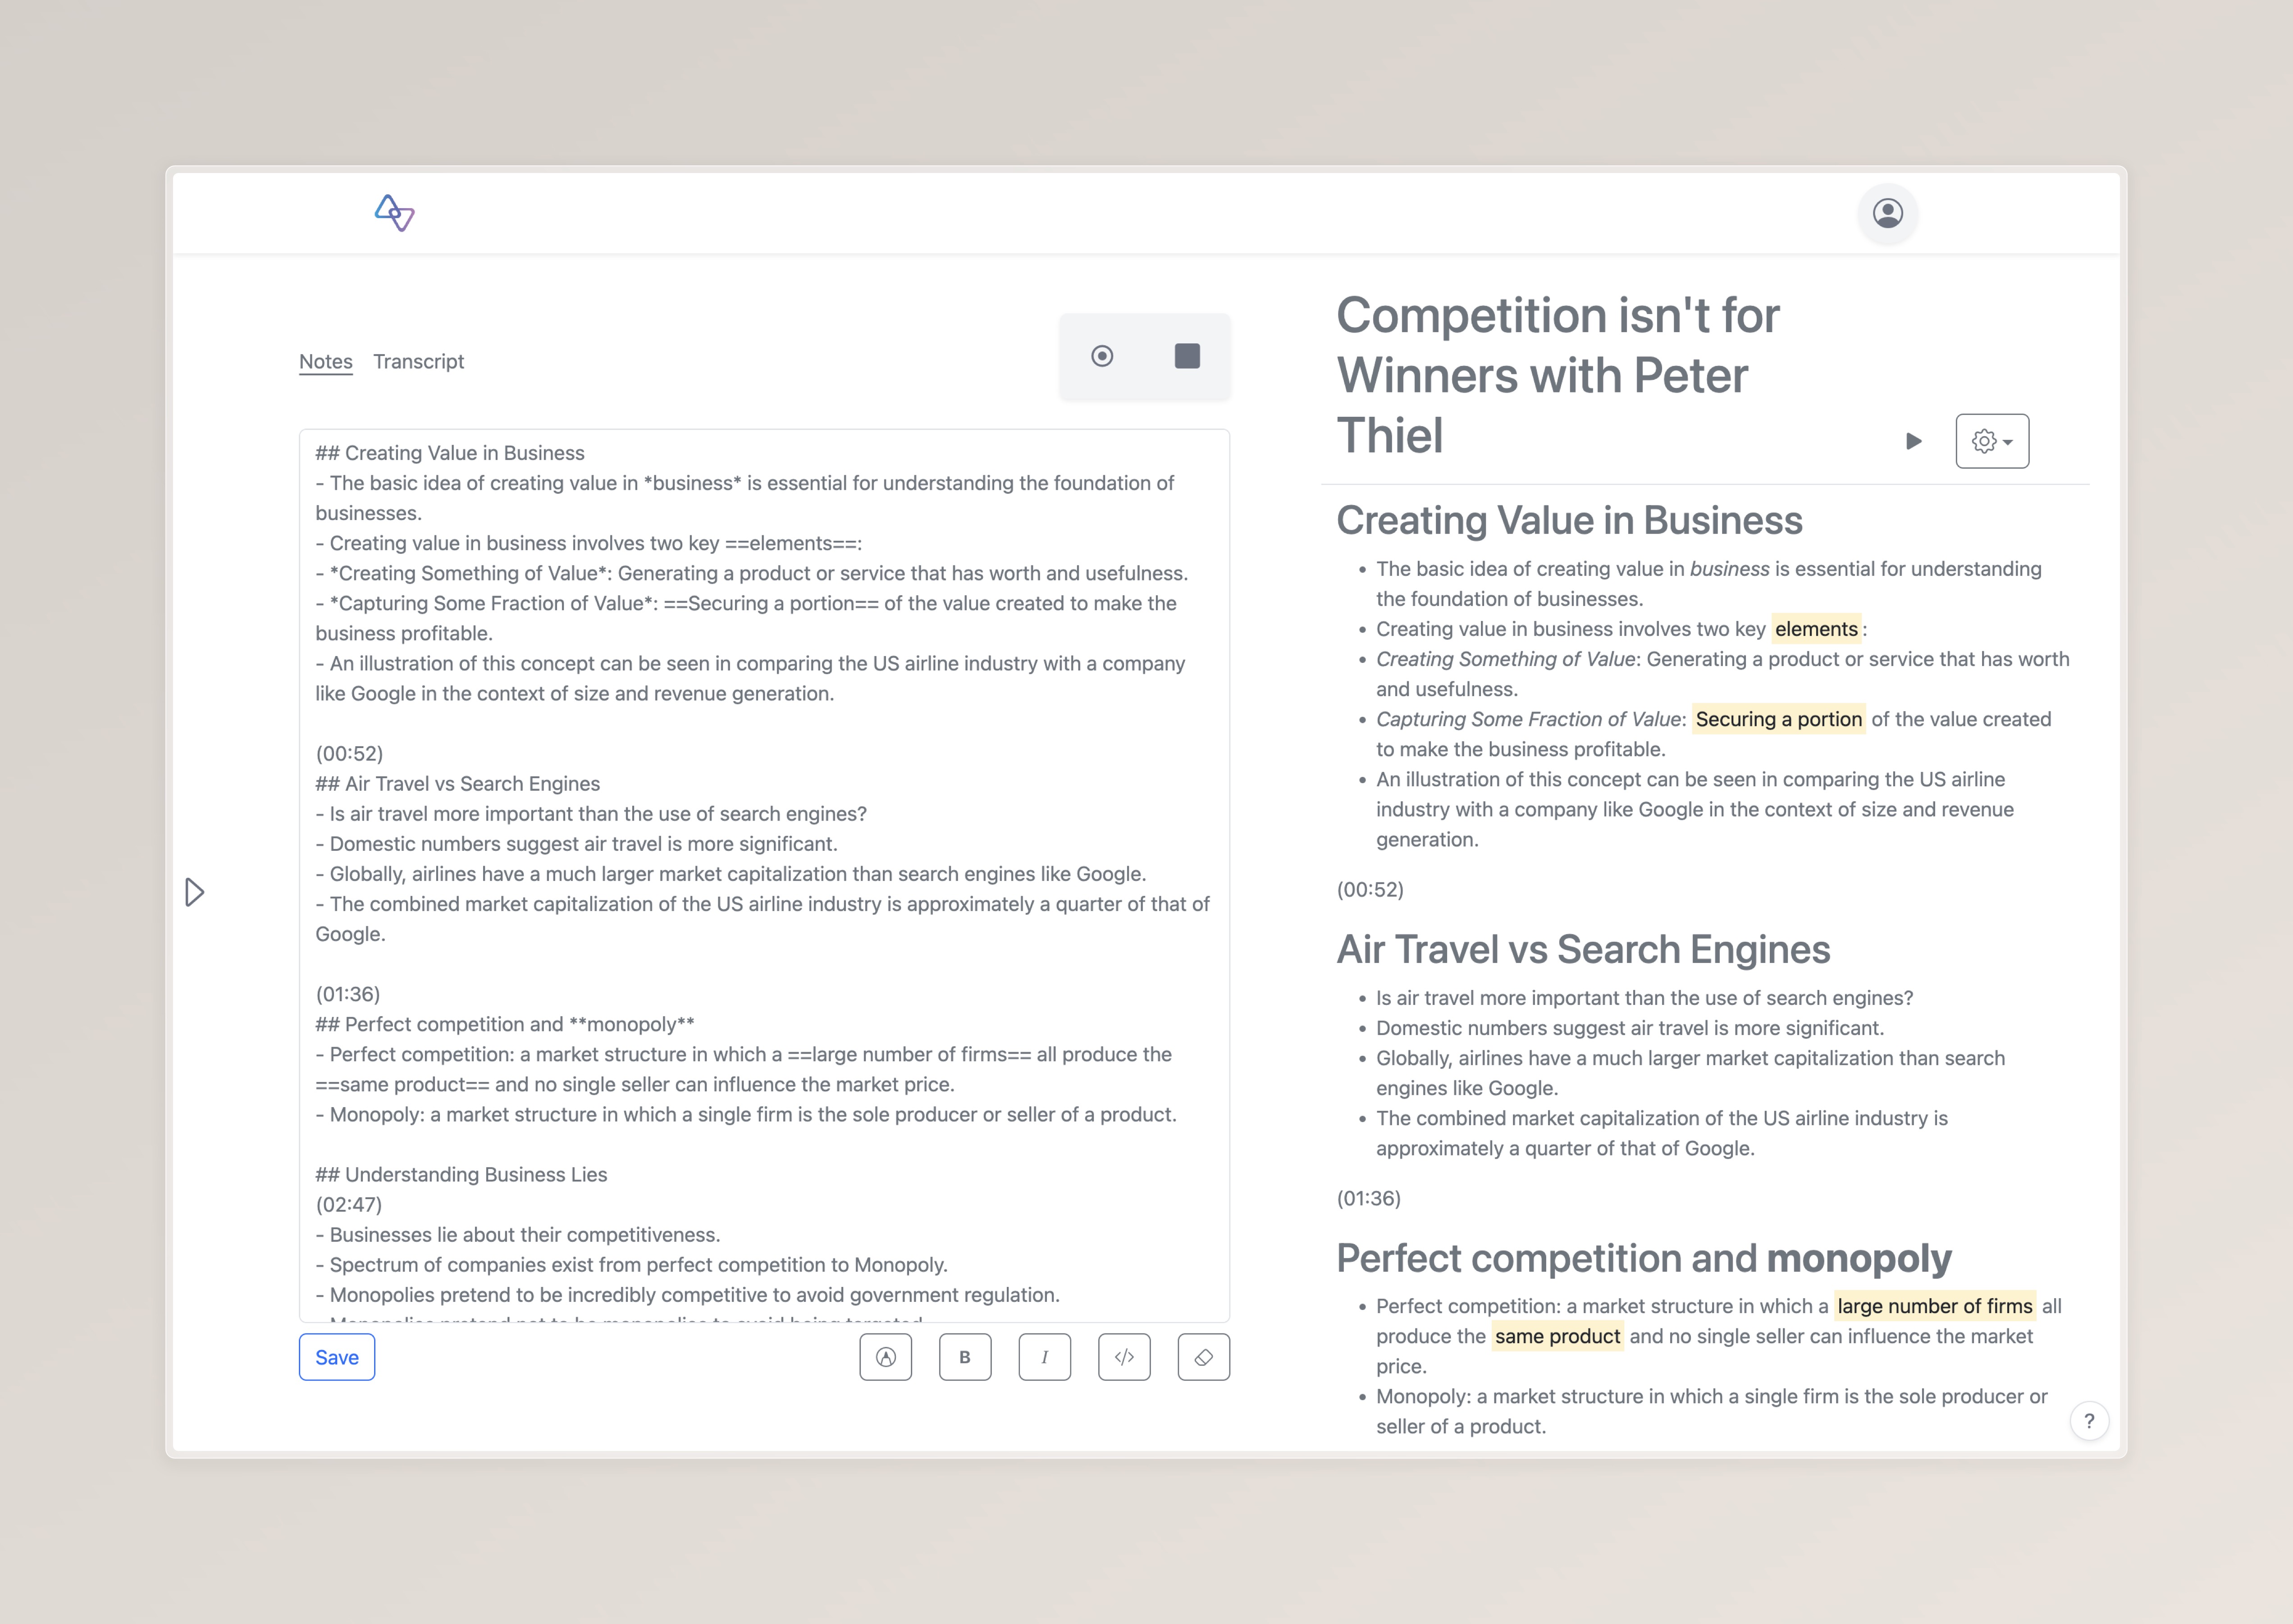 Notes Transcript
## Creating Value in Business
- The basic idea of creating value in *business* is essential for understanding the foundation of
businesses.
- Creating value in business involves two key ==elements==:
- *Creating Something of Value*: Generating a product or service that has worth and usefulness.
- *Capturing Some Fraction of Value*: ==Securing a portion== of the value created to make the
business profitable.
- An illustration of this concept can be seen in comparing the US airline industry with a company
like Google in the context of size and revenue generation.
(00:52)
## Air Travel vs Search Engines
- Is air travel more important than the use of search engines?
- Domestic numbers suggest air travel is more significant.
- Globally, airlines have a much larger market capitalization than search engines like Google.
- The combined market capitalization of the US airline industry is approximately a quarter of that of
Google.
(01:36)
## Perfect competition and **monopoly**
- Perfect competition: a market structure in which a ==large number of firms== all produce the
==same product== and no single seller can influence the market price.
- Monopoly: a market structure in which a single firm is the sole producer or seller of a product.
## Understanding Business Lies
(02:47)
- Businesses lie about their competitiveness.
- Spectrum of companies exist from perfect competition to Monopoly.
- Monopolies pretend to be incredibly competitive to avoid government regulation.
- Monopolies pretend not to be monopolies to avoid being targeted
Save
B
I
</>
Competition isn't for
Winners with Peter
Thiel
Creating Value in Business
• The basic idea of creating value in business is essential for understanding
the foundation of businesses.
• Creating value in business involves two key elements:
• Creating Something of Value: Generating a product or service that has worth
and usefulness.
• Capturing Some Fraction of Value: Securing a portion of the value created
to make the business profitable.
• An illustration of this concept can be seen in comparing the US airline
industry with a company like Google in the context of size and revenue
generation.
(00:52)
Air Travel vs Search Engines
• Is air travel more important than the use of search engines?
• Domestic numbers suggest air travel is more significant.
• Globally, airlines have a much larger market capitalization than search
engines like Google.
• The combined market capitalization of the US airline industry is
approximately a quarter of that of Google.
(01:36)
Perfect competition and monopoly
• Perfect competition: a market structure in which a large number of firms all
produce the same product and no single seller can influence the market
price.
• Monopoly: a market structure in which a single firm is the sole producer or
seller of a product.
?